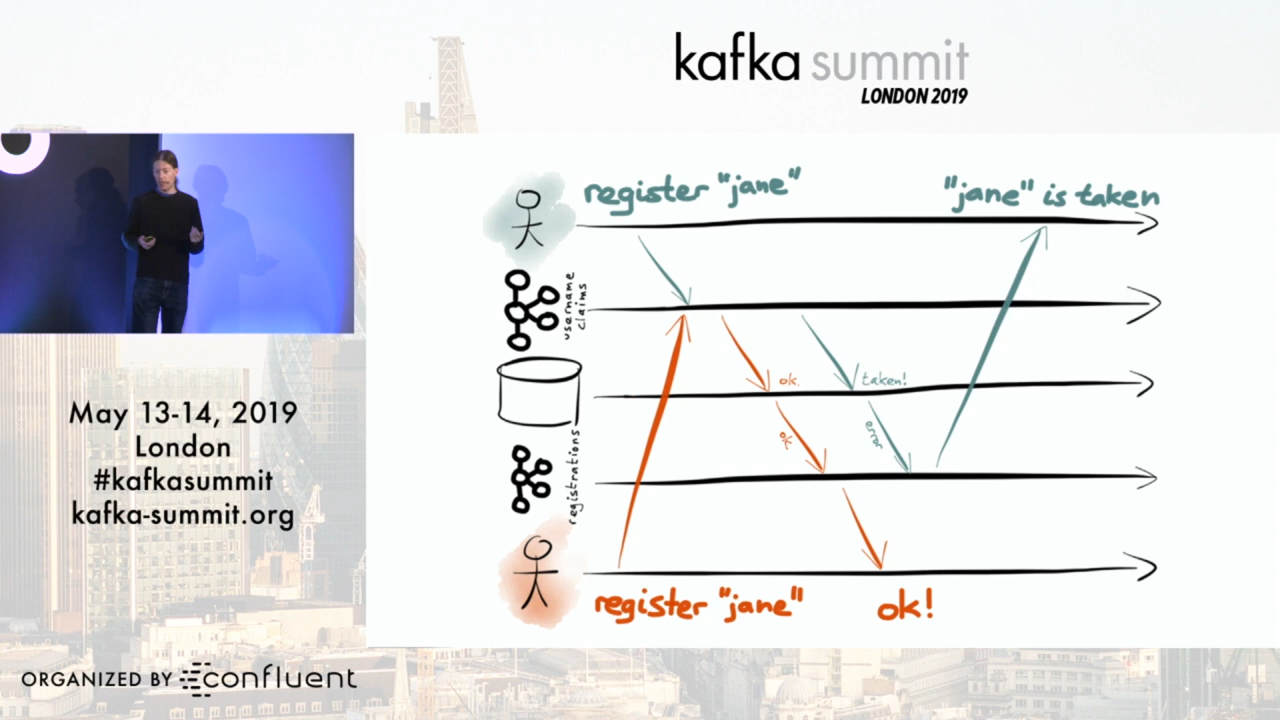 kafka summit
LONDON 2019
register "jane"
"jane" is taken
username
claims
ok.
taken!
ok
error
registrations
register "jane"
ok!
May 13-14, 2019
London
#kafkasummit
kafka-summit.org
ORGANIZED BY confluent